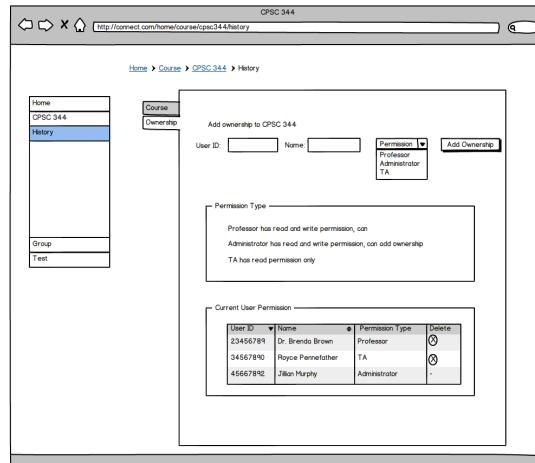 CPSC 344
http://connect.com/home/course/cpsc344/history
Home > Course > CPSC 344 > History
Home
CPSC 344
History
Group
Test
Course
Ownership
Add ownership to CPSC 344
User ID: Name: Permission Add Ownership
Professor
Administrator
TA
Permission Type
Professor has read and write permission, can
Administrator has read and write permission, can add ownership
TA has read permission only
Current User Permission
User ID Name Permission Type Delete
23456789 Dr. Brenda Brown Professor X
34567890 Royce Pennefather TA X
45667892 Jillian Murphy Administrator -